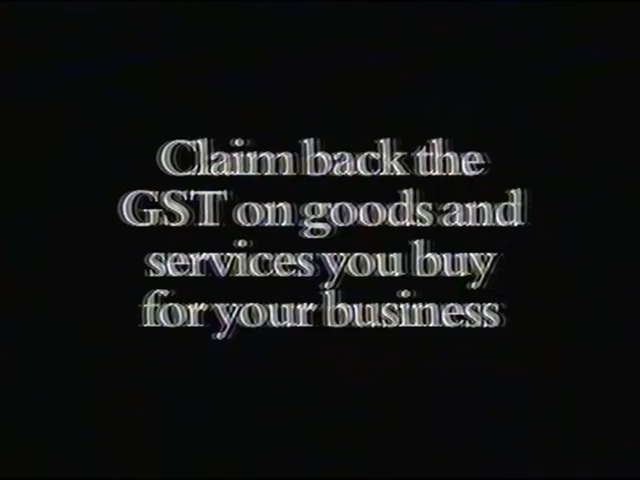 Claim back the
GST on goods and
services you buy
for your business